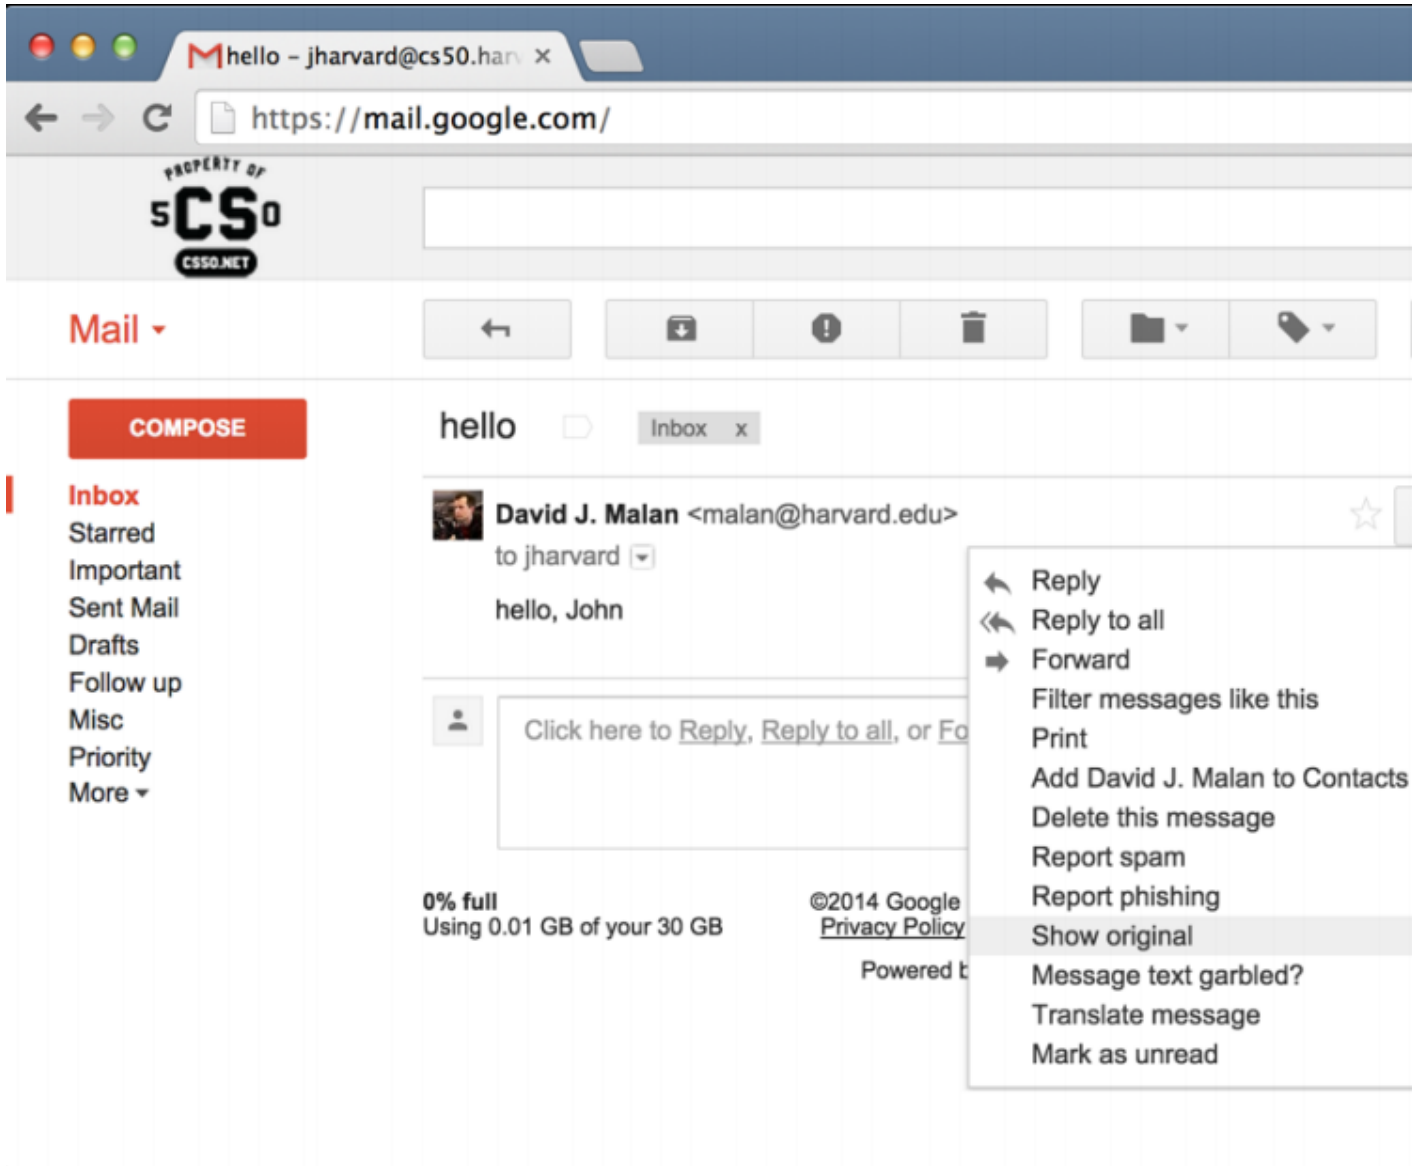 hello – jharvard@cs50.har
https://mail.google.com/
PROPERTY OF
5CS0
CS50.NET
Mail
COMPOSE
Inbox
Starred
Important
Sent Mail
Drafts
Follow up
Misc
Priority
More
hello Inbox x
David J. Malan <malan@harvard.edu>
to jharvard
hello, John
Click here to Reply, Reply to all, or Fo
0% full
Using 0.01 GB of your 30 GB
©2014 Google
Privacy Policy
Powered b
Reply
Reply to all
Forward
Filter messages like this
Print
Add David J. Malan to Contacts
Delete this message
Report spam
Report phishing
Show original
Message text garbled?
Translate message
Mark as unread